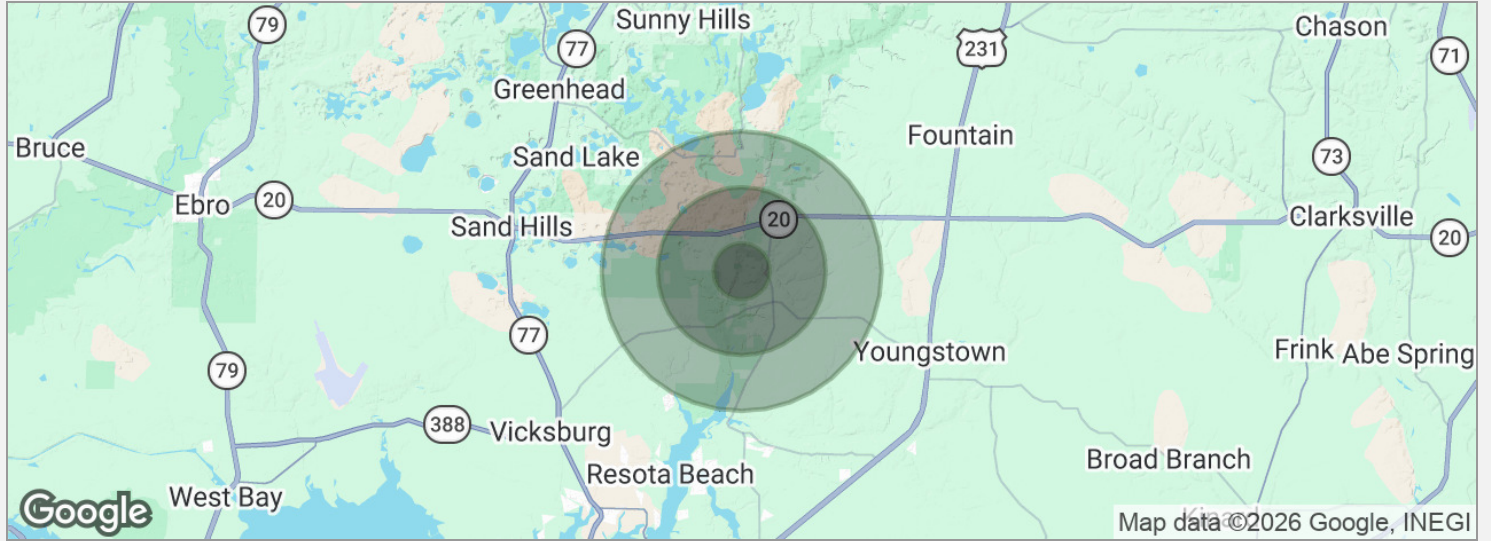 Sunny Hills
79
77
231
Chason
71
Greenhead
Bruce
Sand Lake
Fountain
73
Ebro
20
Sand Hills
20
Clarksville
20
77
Youngstown
Frink
Abe Spring
79
388
Vicksburg
Resota Beach
Broad Branch
West Bay
Google
Map data ©2026 Google, INEGI